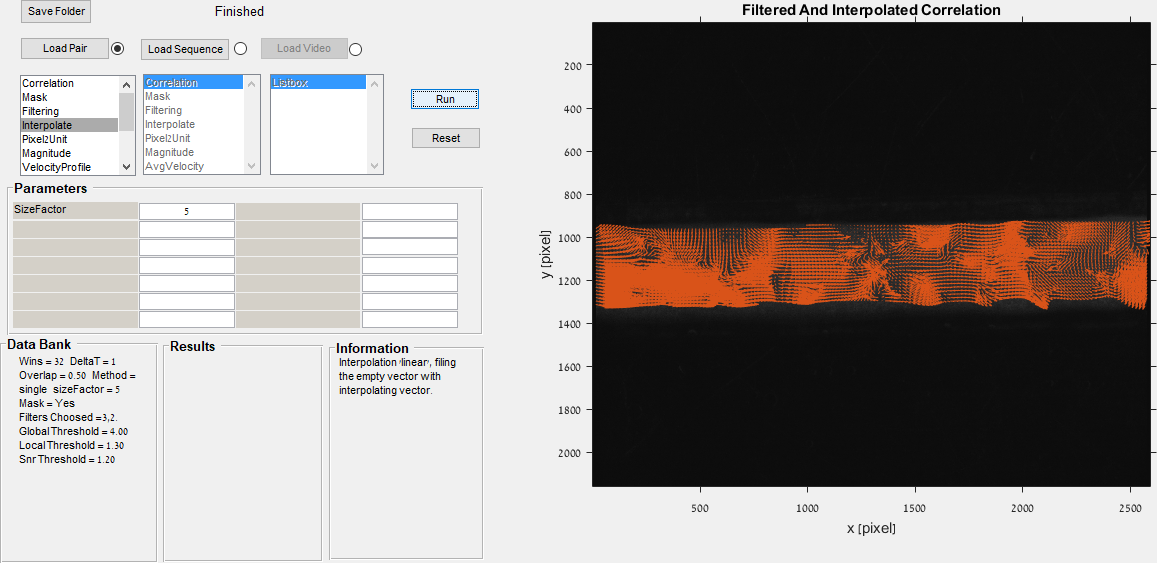 Save Folder
Finished
Load Pair
Load Sequence
Load Video
Correlation
Mask
Filtering
Interpolate
Pixel2Unit
Magnitude
VelocityProfile
Correlation
Mask
Filtering
Interpolate
Pixel2Unit
Magnitude
AvgVelocity
Listbox
Run
Reset
Parameters
SizeFactor
5
Data Bank
Wins = 32 DeltaT = 1
Overlap = 0.50 Method =
single sizeFactor = 5
Mask = Yes
Filters Choosed =3,2.
Global Threshold = 4.00
Local Threshold = 1.30
Snr Threshold = 1.20
Results
Information
Interpolation 'linear', filing
the empty vector with
interpolating vector.
Filtered And Interpolated Correlation
y [pixel]
200
400
600
800
1000
1200
1400
1600
1800
2000
500
1000
1500
2000
2500
x [pixel]